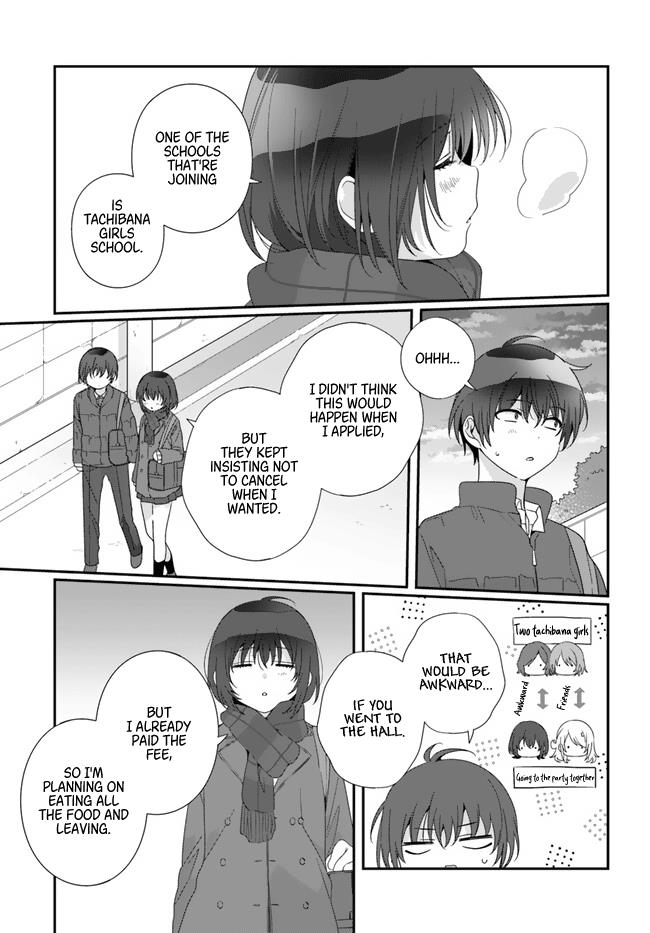 ONE OF THE
SCHOOLS
THAT'RE
JOINING
IS
TACHIBANA
GIRLS
SCHOOL.
OHHH...
I DIDN'T THINK
THIS WOULD
HAPPEN WHEN
I APPLIED,
BUT
THEY KEPT
INSISTING NOT
TO CANCEL
WHEN I
WANTED.
Two tachibana girls
Awkward
Friends
Going to the party together
THAT
WOULD BE
AWKWARD...
IF YOU
WENT TO
THE HALL.
BUT
I ALREADY
PAID THE
FEE,
SO I'M
PLANNING ON
EATING ALL
THE FOOD AND
LEAVING.